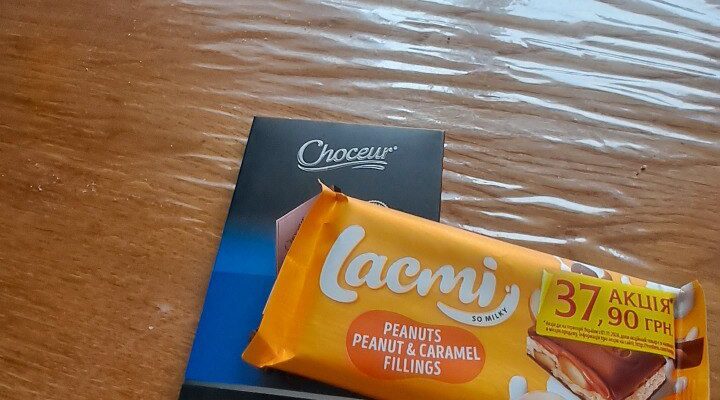 Choceur
Lacmi
SO MILKY
PEANUTS
PEANUT & CARAMEL
FILLINGS
37,90 АКЦІЯ
ГРН